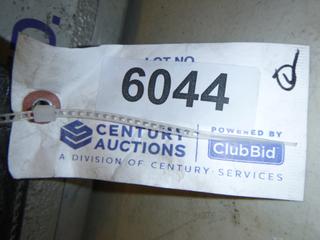 LOT NO.
6044
CENTURY
AUCTIONS
POWERED BY
ClubBid
A DIVISION OF CENTURY SERVICES